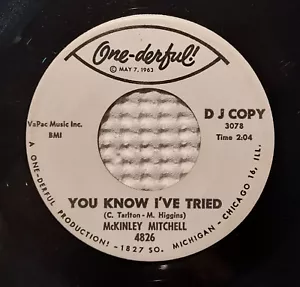 One-derful!
© MAY 7, 1963
VaPac Music Inc.
BMI
D J COPY
3078
Time 2:04
YOU KNOW I'VE TRIED
(C. Tarlton - M. Higgins)
McKINLEY MITCHELL
4826
A ONE-DERFUL PRODUCTION! - 1827 SO. MICHIGAN - CHICAGO 16, ILL.